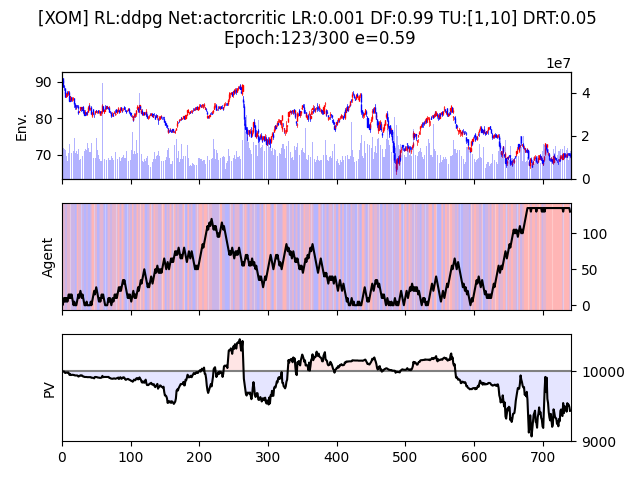 [XOM] RL:ddpg Net:actorcritic LR:0.001 DF:0.99 TU:[1,10] DRT:0.05
Epoch:123/300 e=0.59
1e7
90
80
70
Env.
4
2
0
Agent
100
50
0
PV
10000
9000
0 100 200 300 400 500 600 700